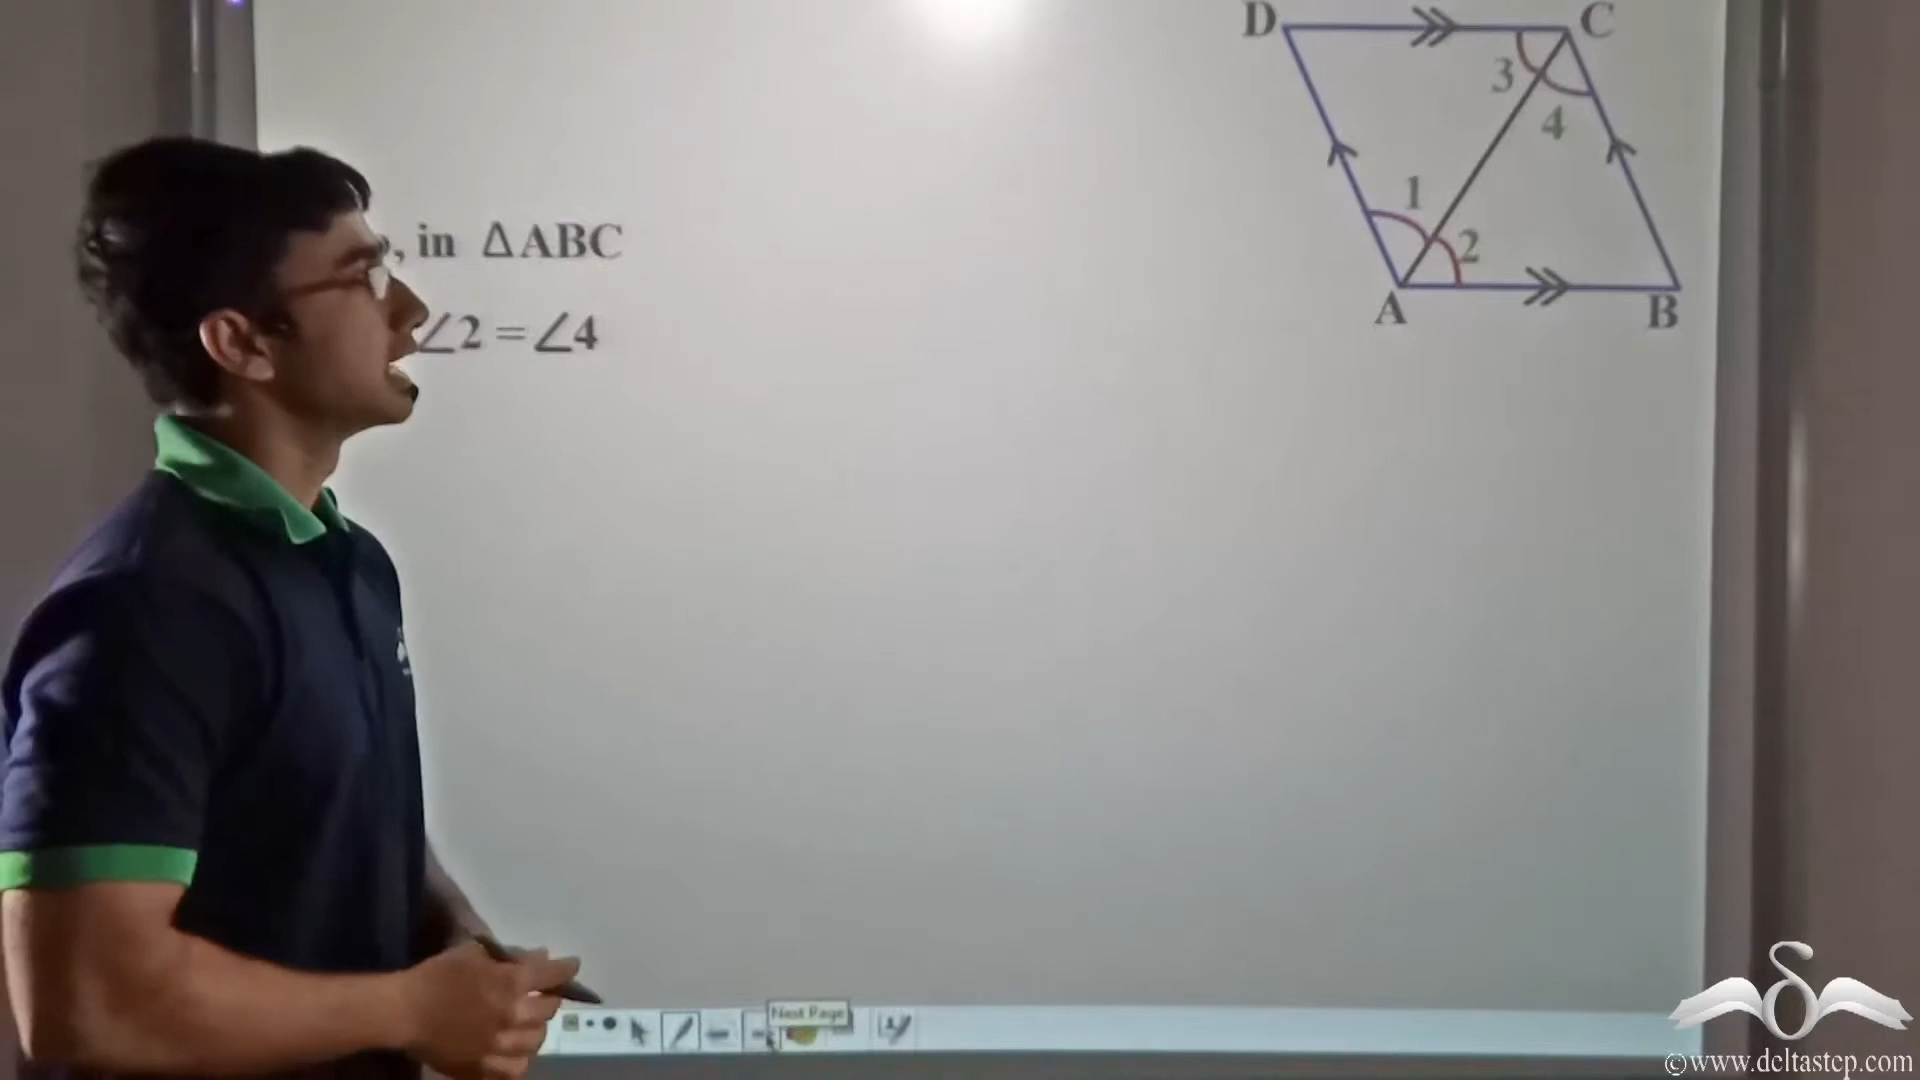 D
C
3
4
1
2
A
B
, in ΔABC
∠2 = ∠4
Next Page
©www.deltastep.com